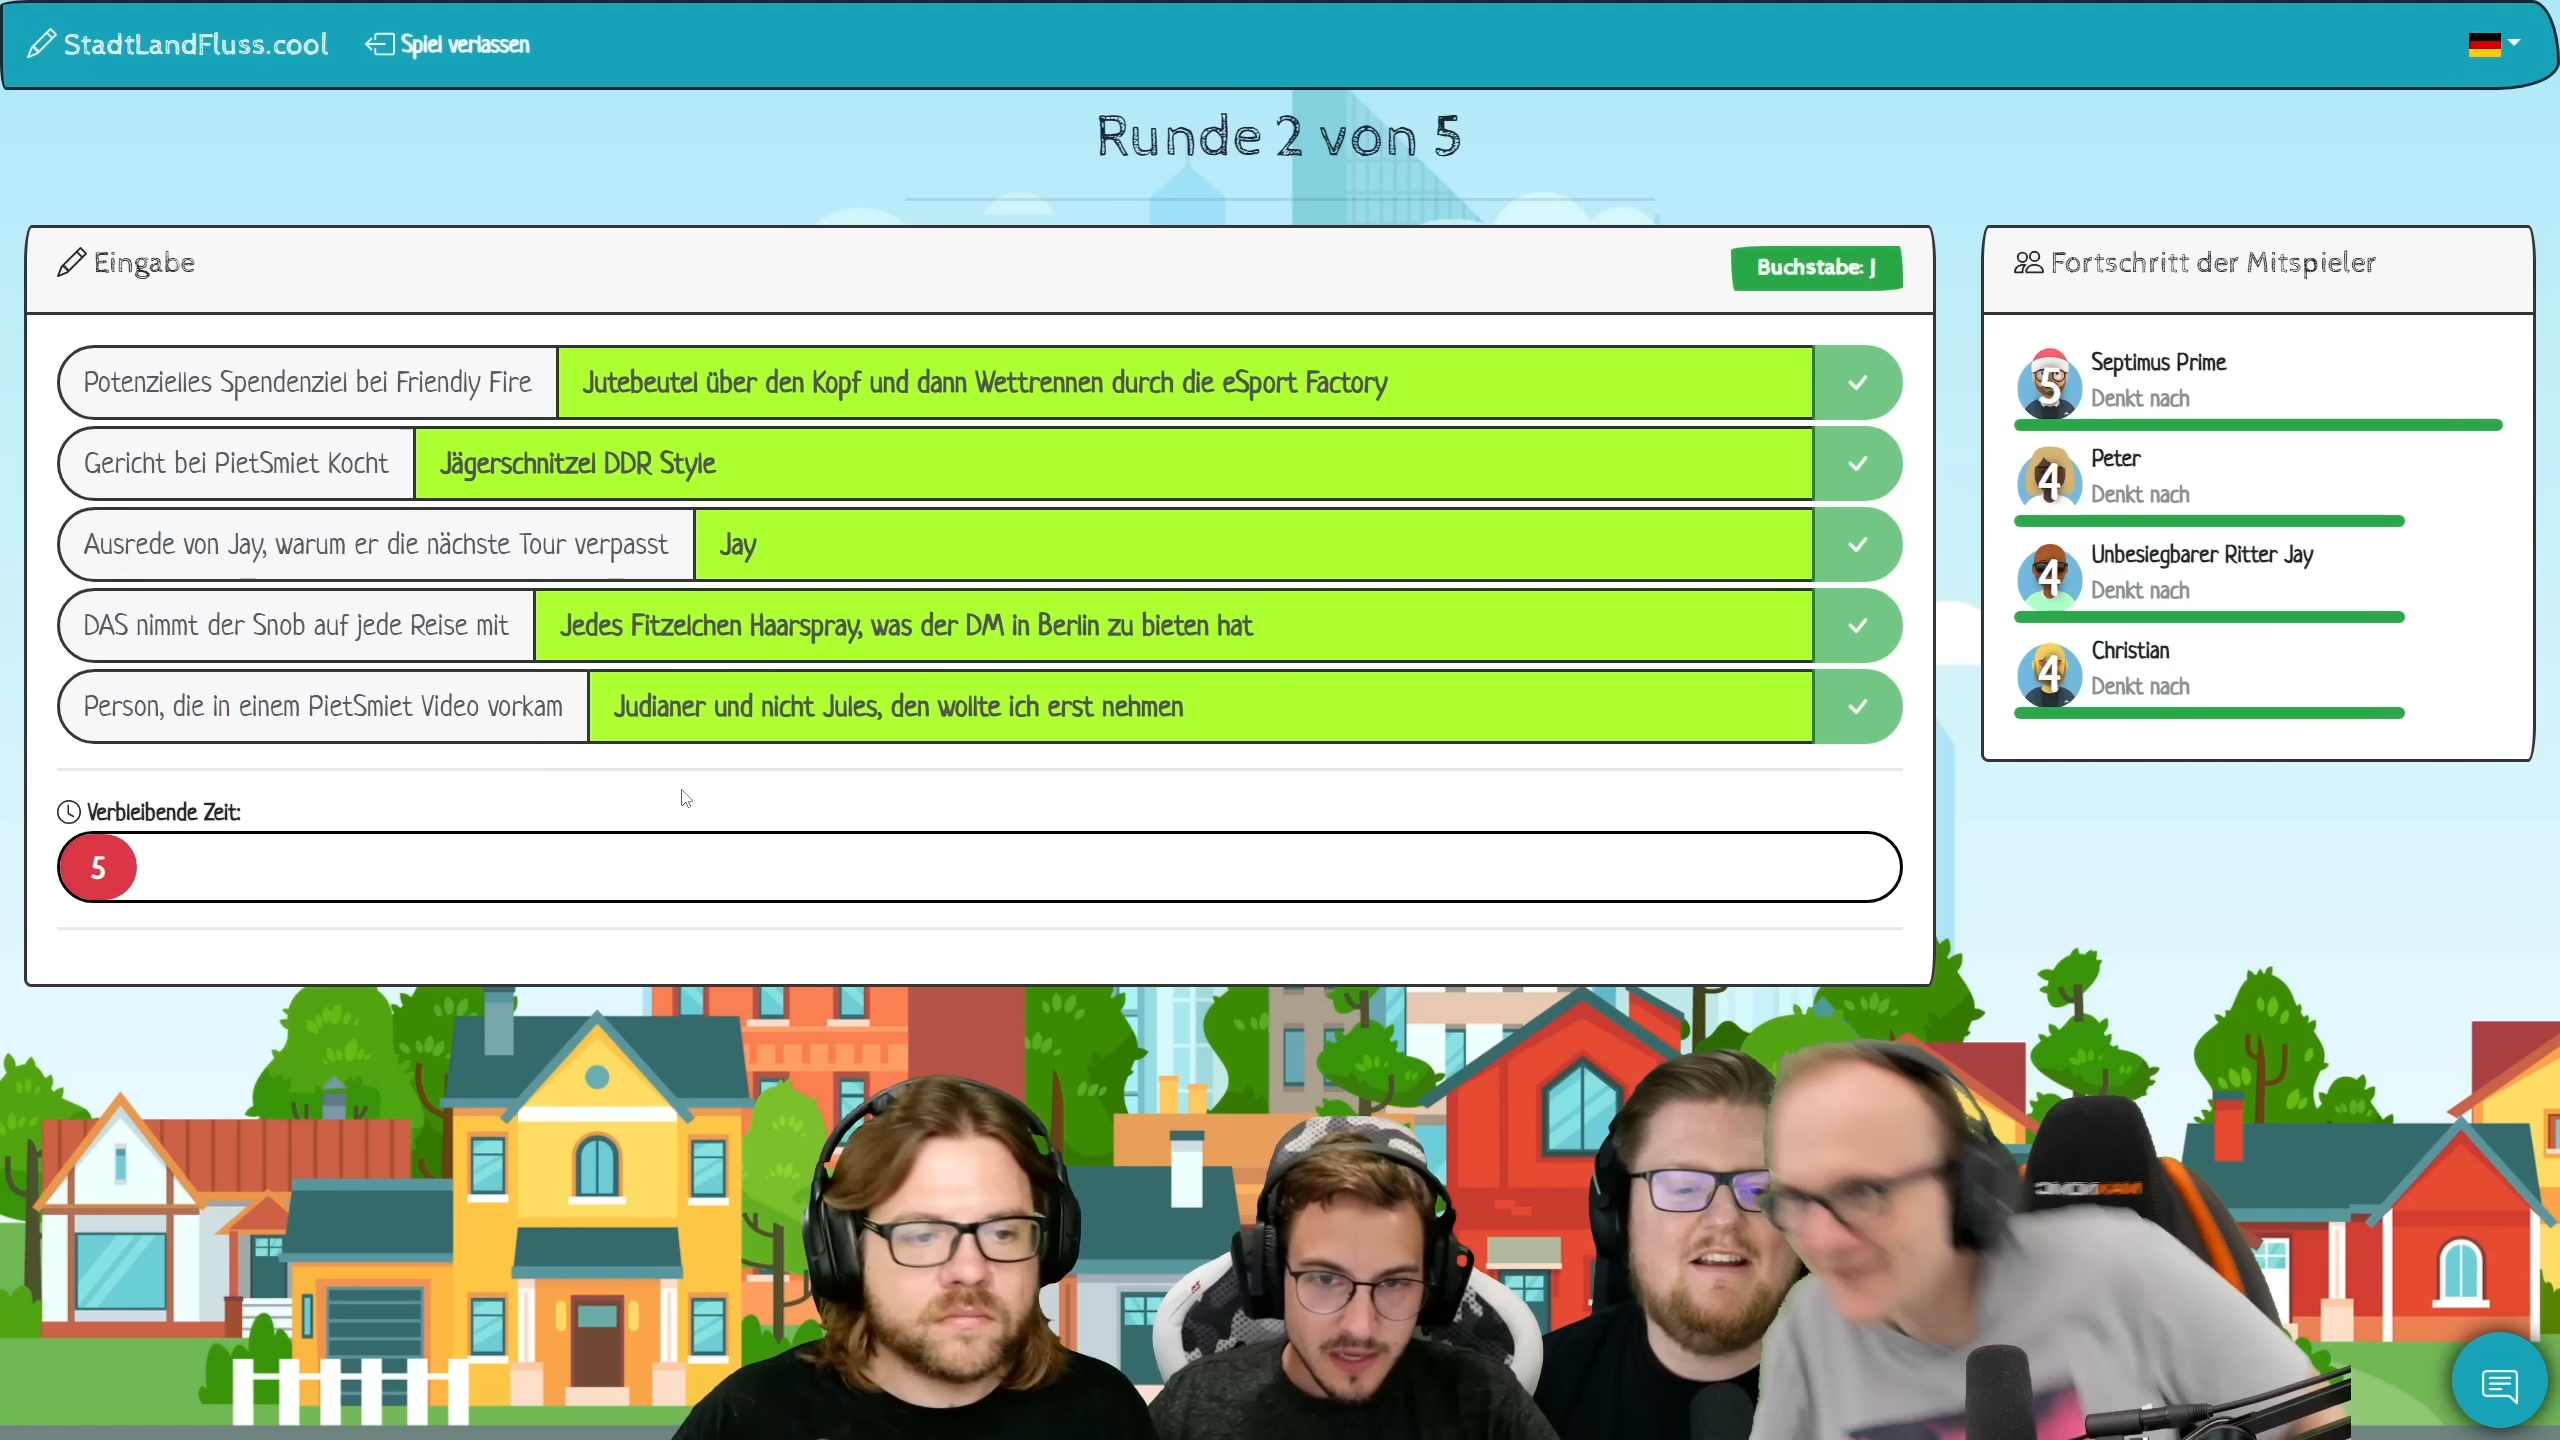 StadtLandFluss.cool
Spiel verlassen
Runde 2 von 5
Eingabe
Buchstabe: J
Potenzielles Spendenziel bei Friendly Fire
Jutebeutel über den Kopf und dann Wettrennen durch die eSport Factory
Gericht bei PietSmiet Kocht
Jägerschnitzel DDR Style
Ausrede von Jay, warum er die nächste Tour verpasst
Jay
DAS nimmt der Snob auf jede Reise mit
Jedes Fitzelchen Haarspray, was der DM in Berlin zu bieten hat
Person, die in einem PietSmiet Video vorkam
Judianer und nicht Jules, den wollte ich erst nehmen
Verbleibende Zeit:
5
Fortschritt der Mitspieler
5
Septimus Prime
Denkt nach
4
Peter
Denkt nach
4
Unbesiegbarer Ritter Jay
Denkt nach
4
Christian
Denkt nach